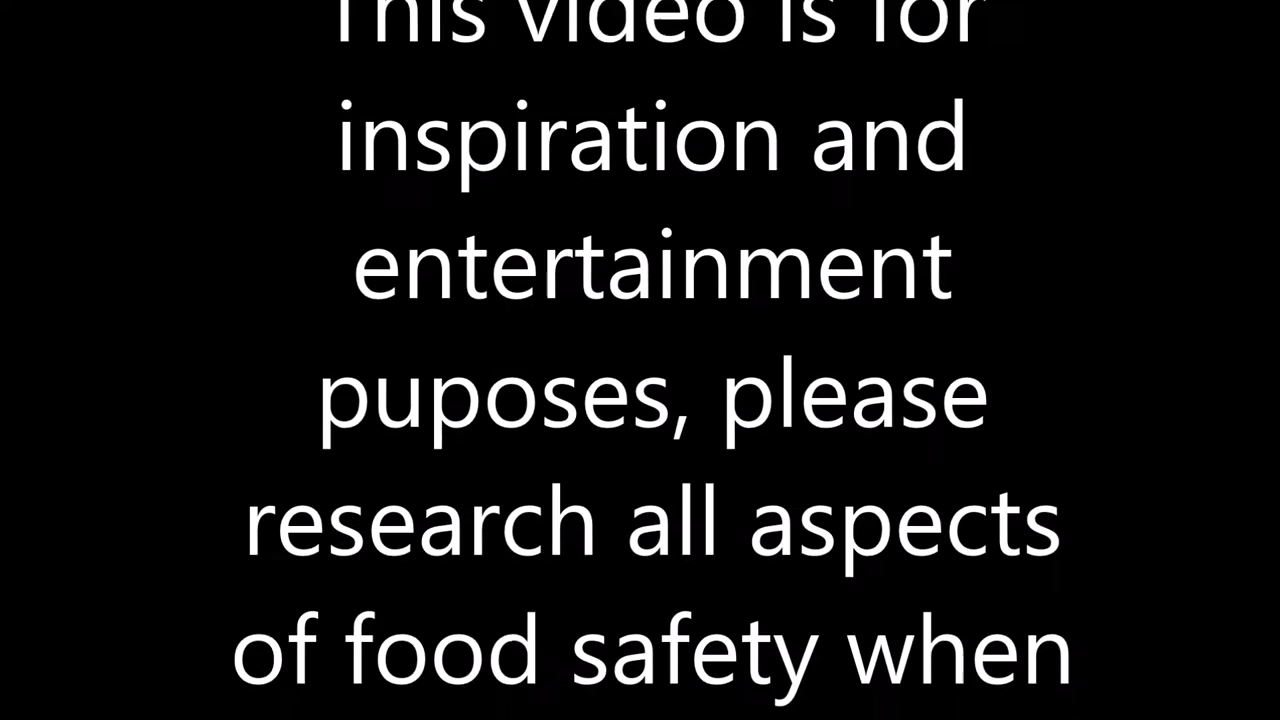 This video is for
inspiration and
entertainment
puposes, please
research all aspects
of food safety when